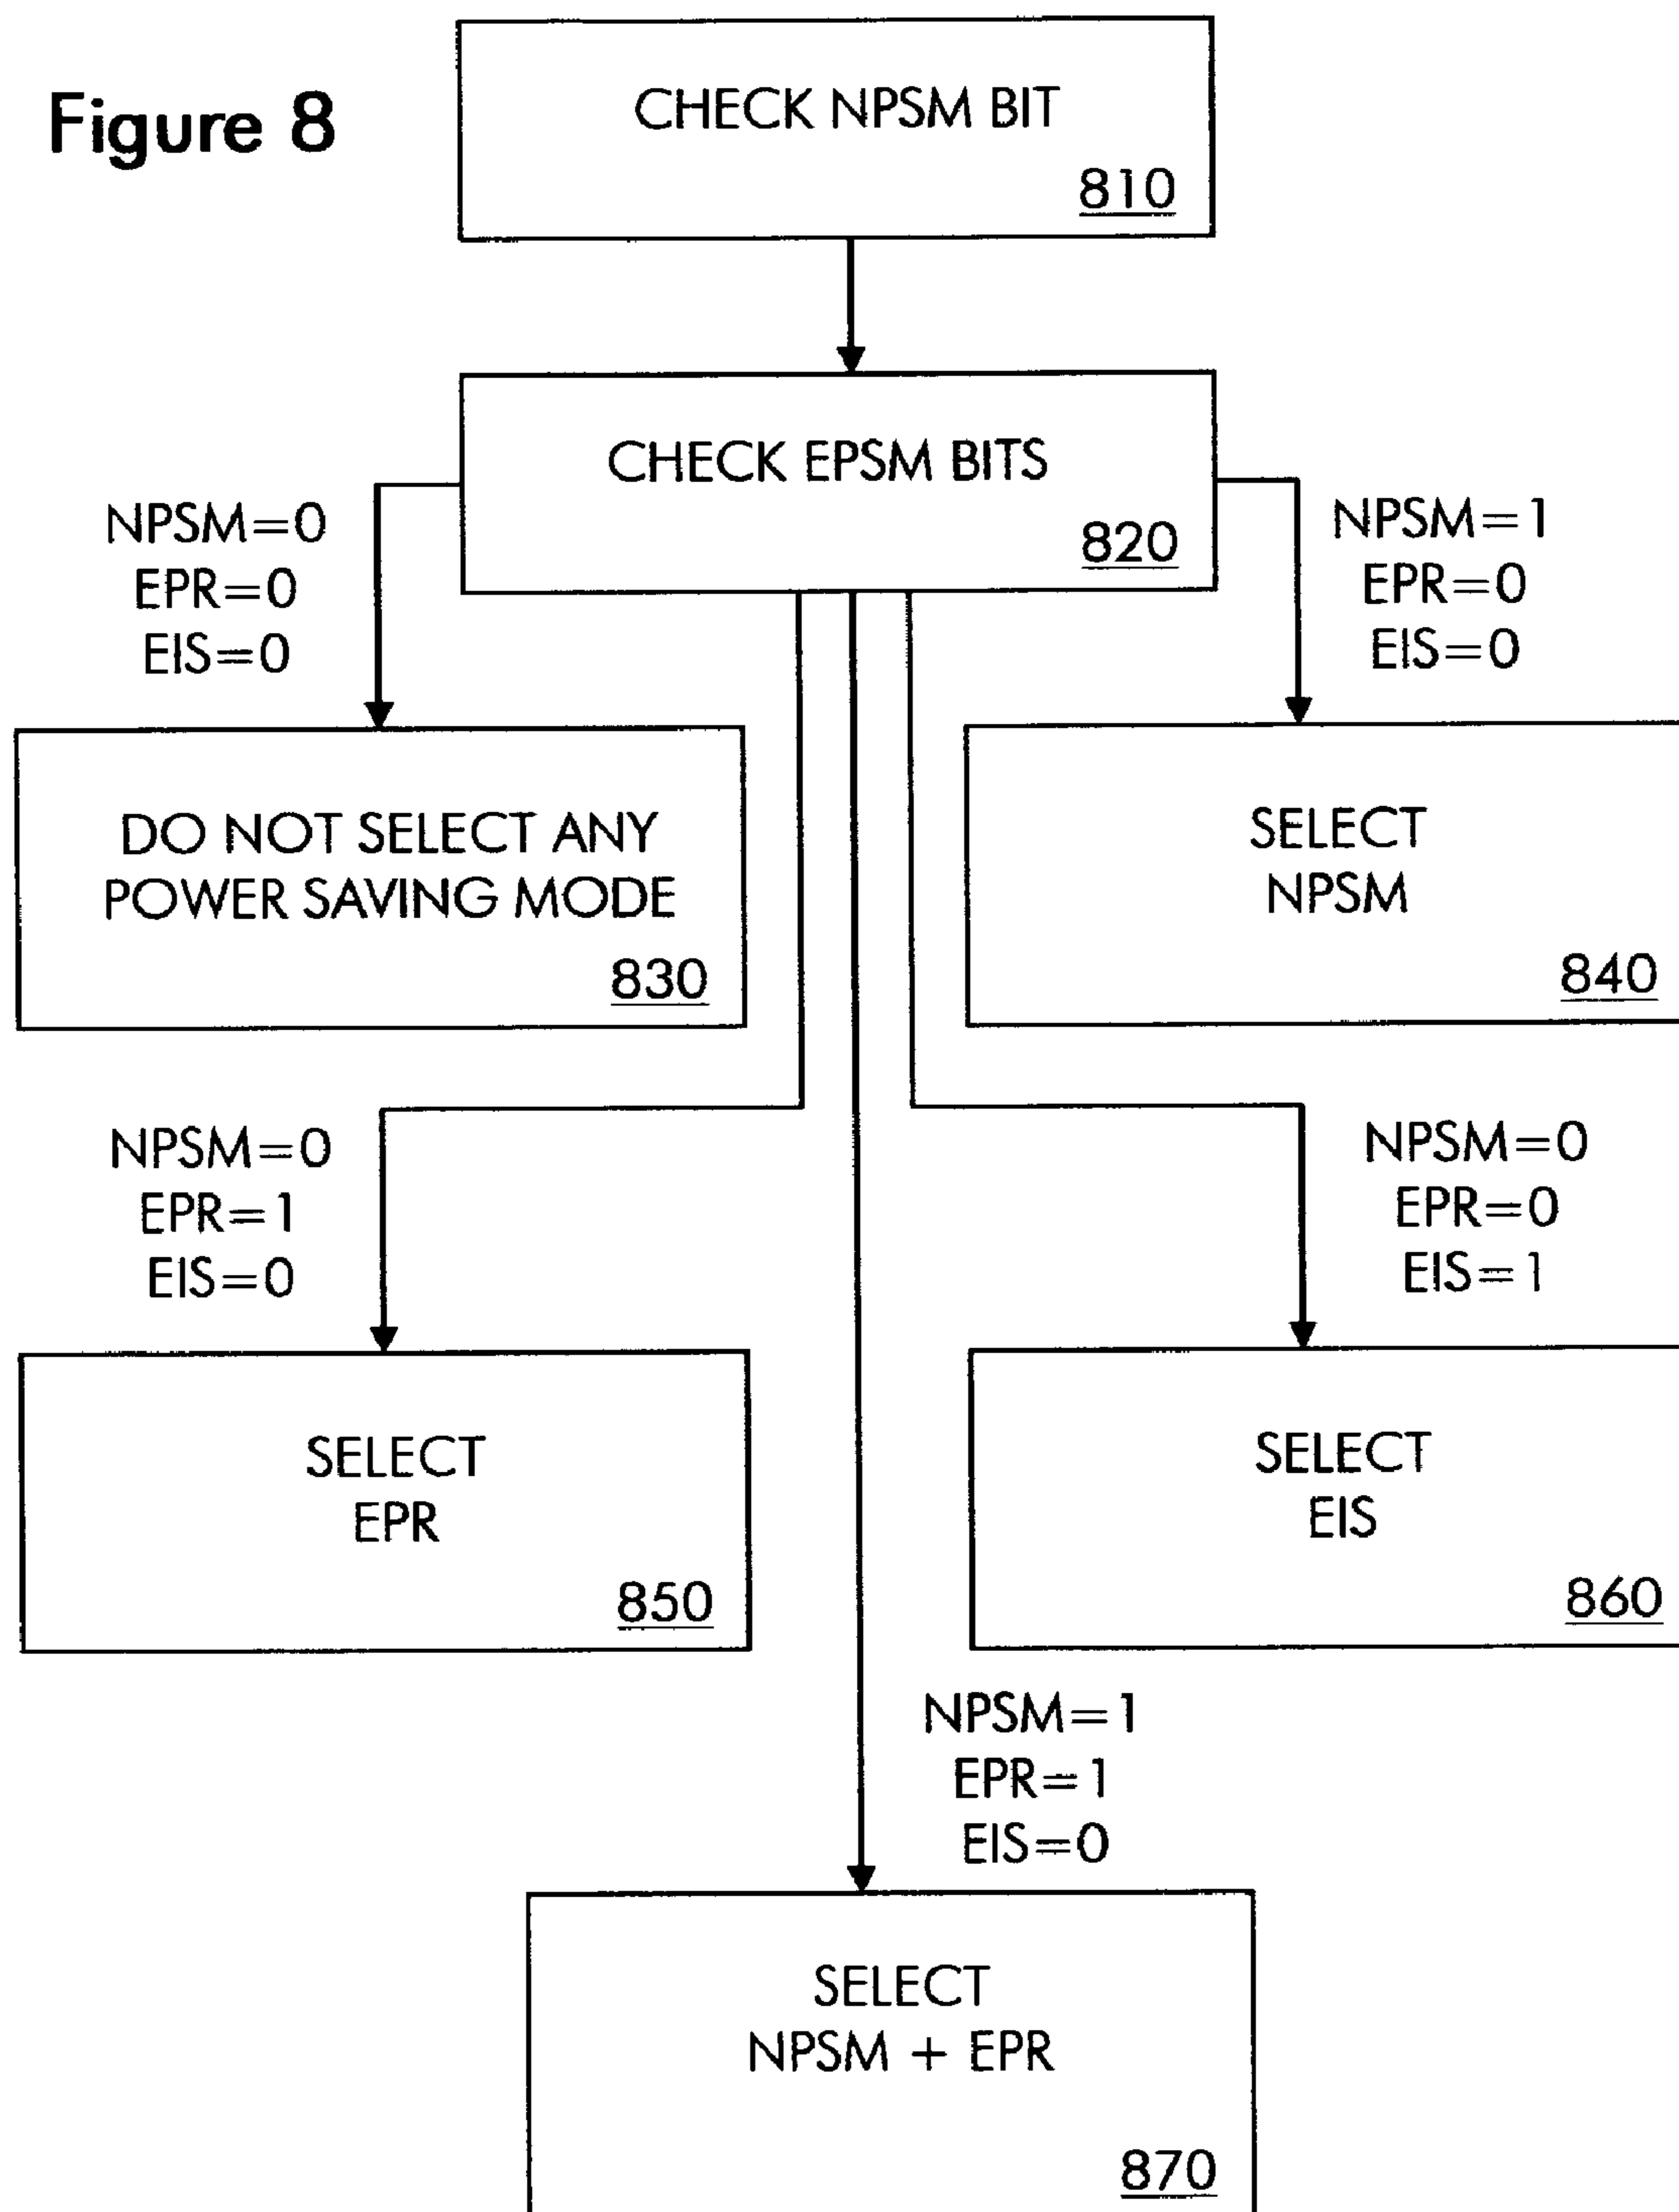 Figure 8
CHECK NPSM BIT
810
CHECK EPSM BITS
820
NPSM=0
EPR=0
EIS=0
NPSM=1
EPR=0
EIS=0
DO NOT SELECT ANY
POWER SAVING MODE
830
SELECT
NPSM
840
NPSM=0
EPR=1
EIS=0
NPSM=0
EPR=0
EIS=1
SELECT
EPR
850
SELECT
EIS
860
NPSM=1
EPR=1
EIS=0
SELECT
NPSM + EPR
870